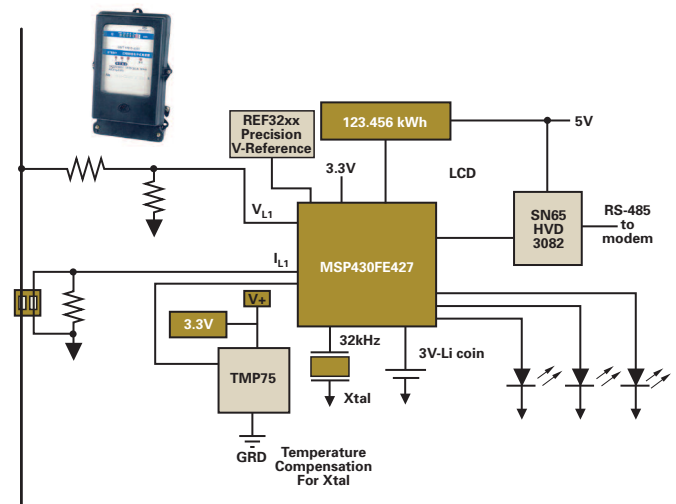 REF32xx
Precision
V-Reference
123.456 kWh
5V
3.3V
LCD
SN65
HVD
3082
RS-485
to
modem
VL1
MSP430FE427
IL1
V+
3.3V
32kHz
3V-Li coin
TMP75
Xtal
GRD
Temperature
Compensation
For Xtal